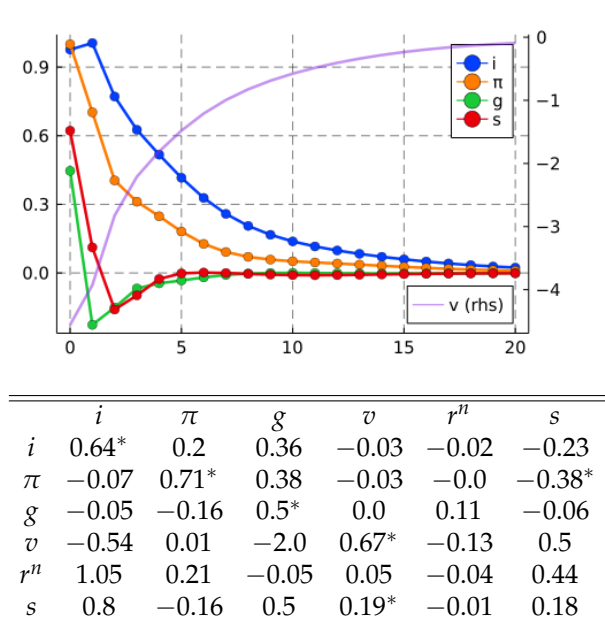 0.9
0.6
0.3
0.0
0 5 10 15 20
0
−1
−2
−3
−4
i
π
g
s
v (rhs)
i π g v rⁿ s
i 0.64* 0.2 0.36 −0.03 −0.02 −0.23
π −0.07 0.71* 0.38 −0.03 −0.0 −0.38*
g −0.05 −0.16 0.5* 0.0 0.11 −0.06
v −0.54 0.01 −2.0 0.67* −0.13 0.5
rⁿ 1.05 0.21 −0.05 0.05 −0.04 0.44
s 0.8 −0.16 0.5 0.19* −0.01 0.18